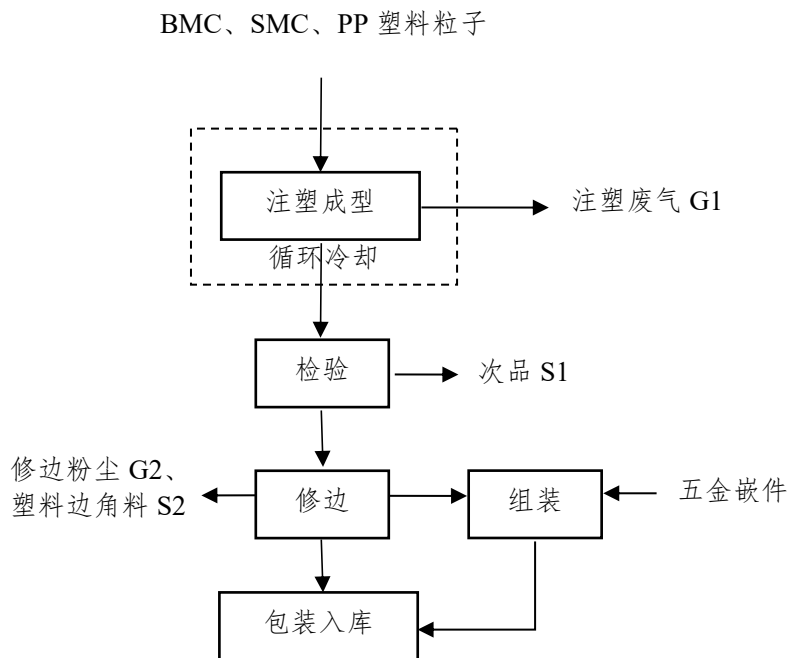 BMC、SMC、PP 塑料粒子
注塑成型
注塑废气 G1
循环冷却
检验
次品 S1
修边粉尘 G2、
塑料边角料 S2
修边
组装
五金嵌件
包装入库